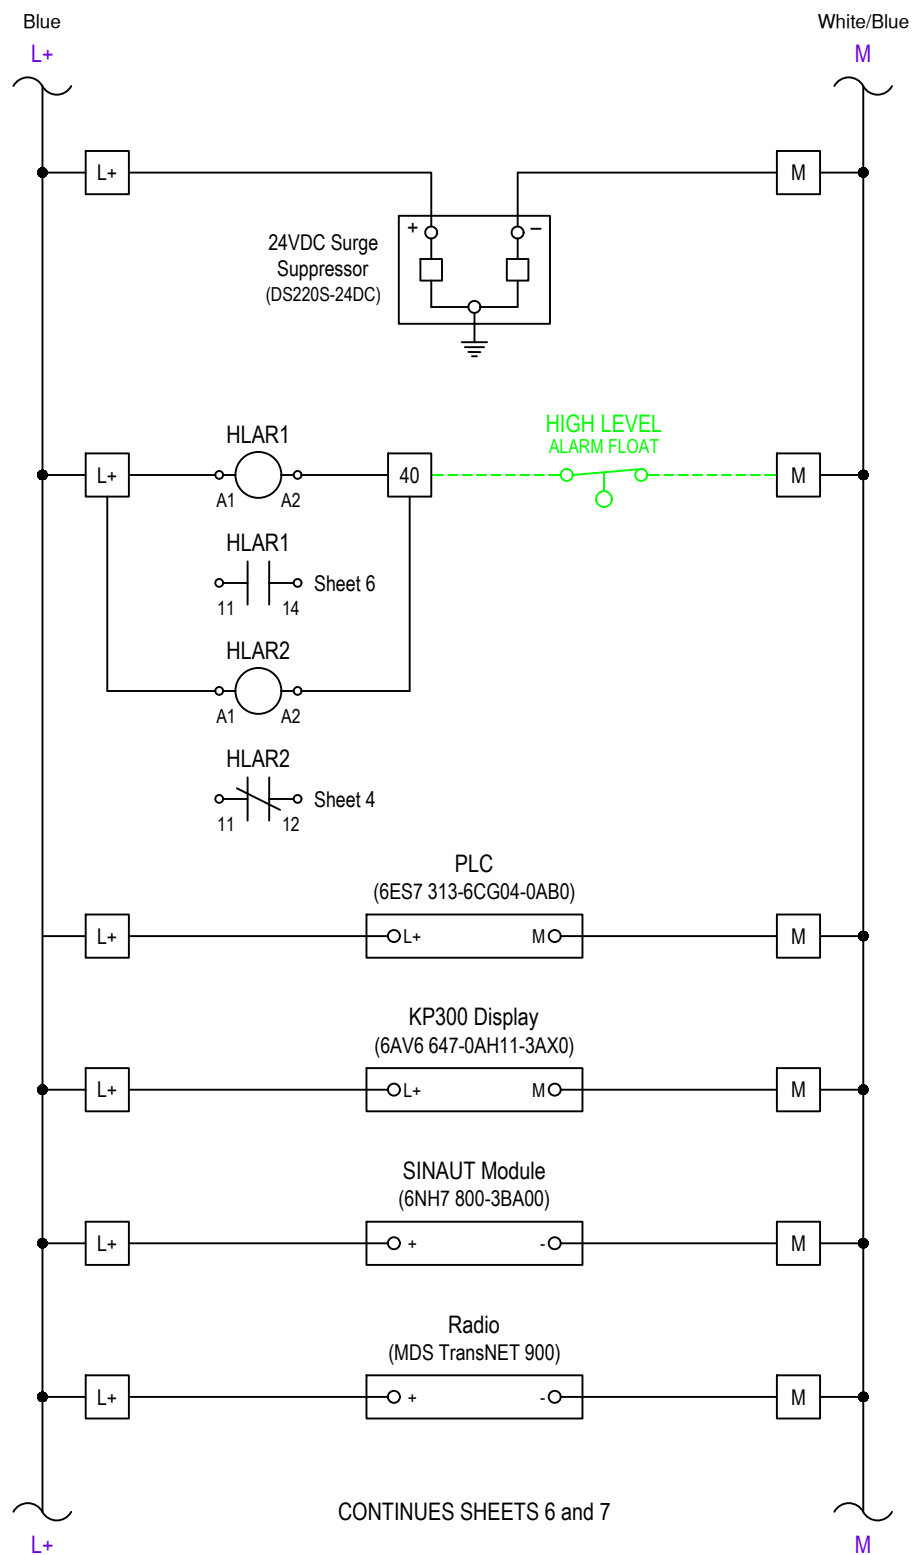 Blue
White/Blue
L+
M
L+
M
+
−
24VDC Surge
Suppressor
(DS220S-24DC)
HIGH LEVEL
ALARM FLOAT
HLAR1
L+
40
M
A1
A2
HLAR1
Sheet 6
11
14
HLAR2
A1
A2
HLAR2
Sheet 4
11
12
PLC
(6ES7 313-6CG04-0AB0)
L+
L+
M
M
KP300 Display
(6AV6 647-0AH11-3AX0)
L+
L+
M
M
SINAUT Module
(6NH7 800-3BA00)
L+
+
-
M
Radio
(MDS TransNET 900)
L+
+
-
M
CONTINUES SHEETS 6 and 7
L+
M